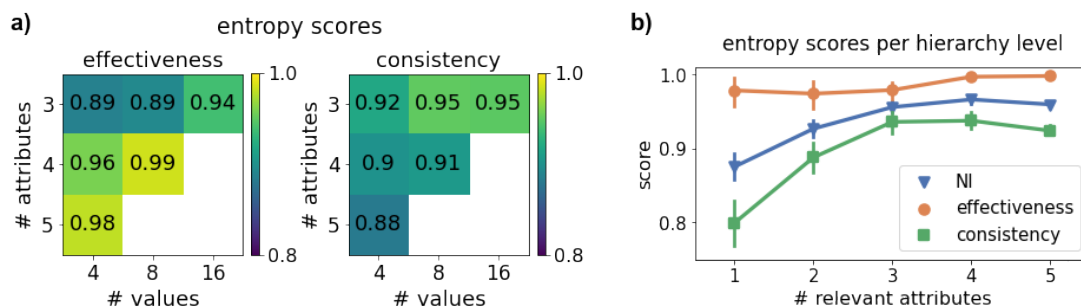 a)
entropy scores
effectiveness
consistency
# attributes
3
4
5
0.89 0.89 0.94
0.96 0.99
0.98
4 8 16
# values
1.0
0.8
3
4
5
0.92 0.95 0.95
0.9 0.91
0.88
4 8 16
# values
1.0
0.8
b)
entropy scores per hierarchy level
score
1.0
0.9
0.8
NI
effectiveness
consistency
1 2 3 4 5
# relevant attributes